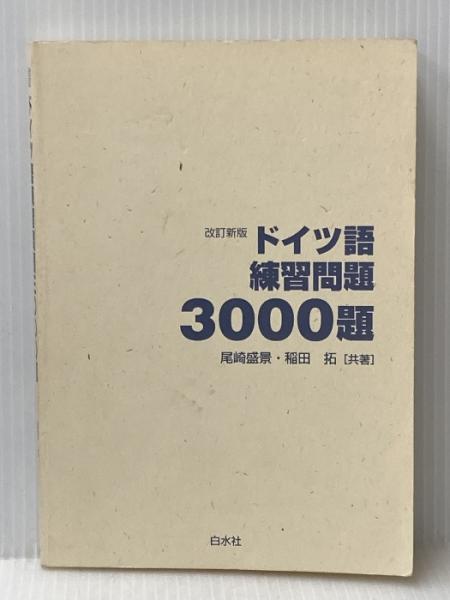 改訂新版 ドイツ語
練習問題
3000題
尾崎盛景・稲田 拓[共著]
白水社